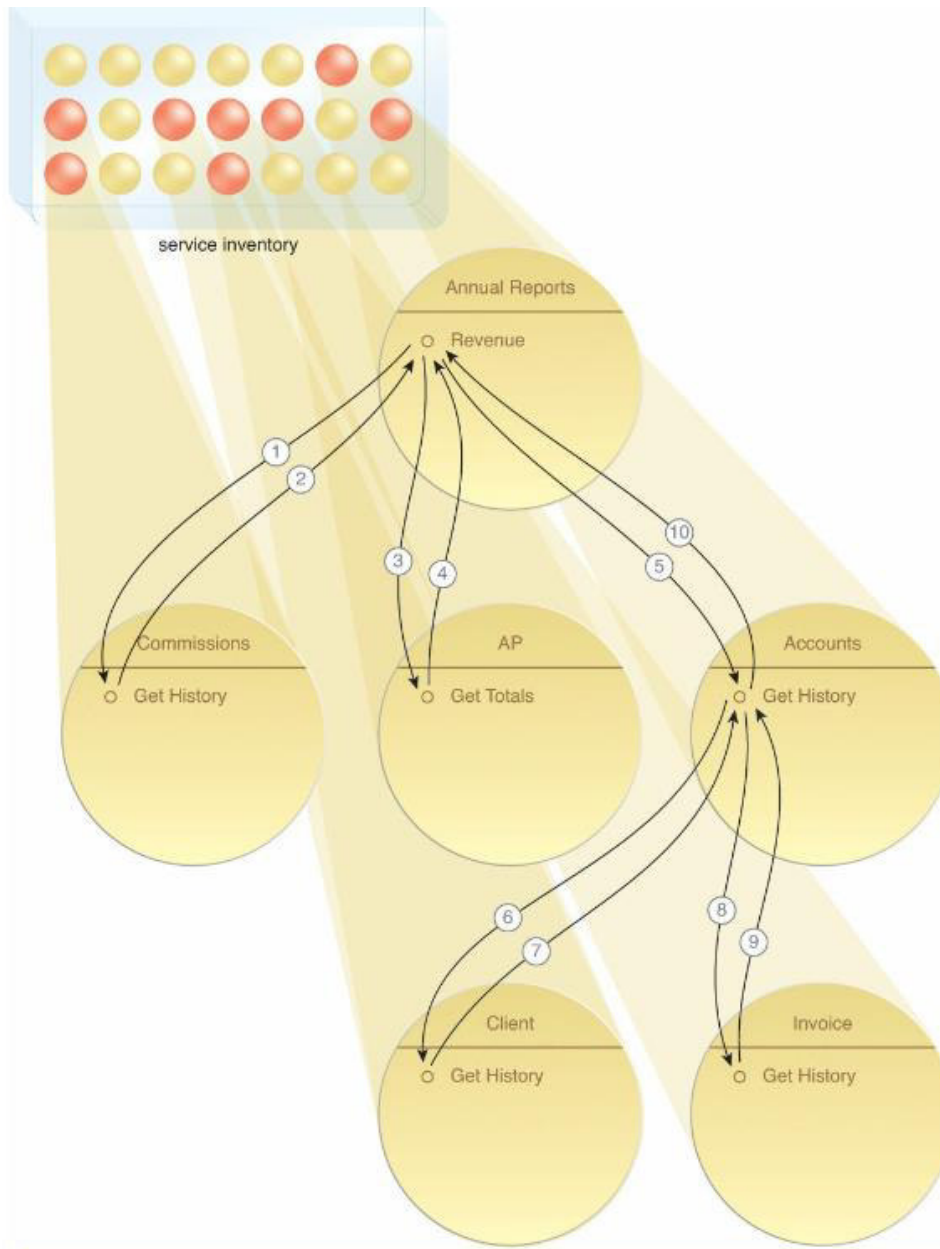 service inventory
Annual Reports
Revenue
1
2
3
4
5
10
Commissions
Get History
AP
Get Totals
Accounts
Get History
6
7
8
9
Client
Get History
Invoice
Get History